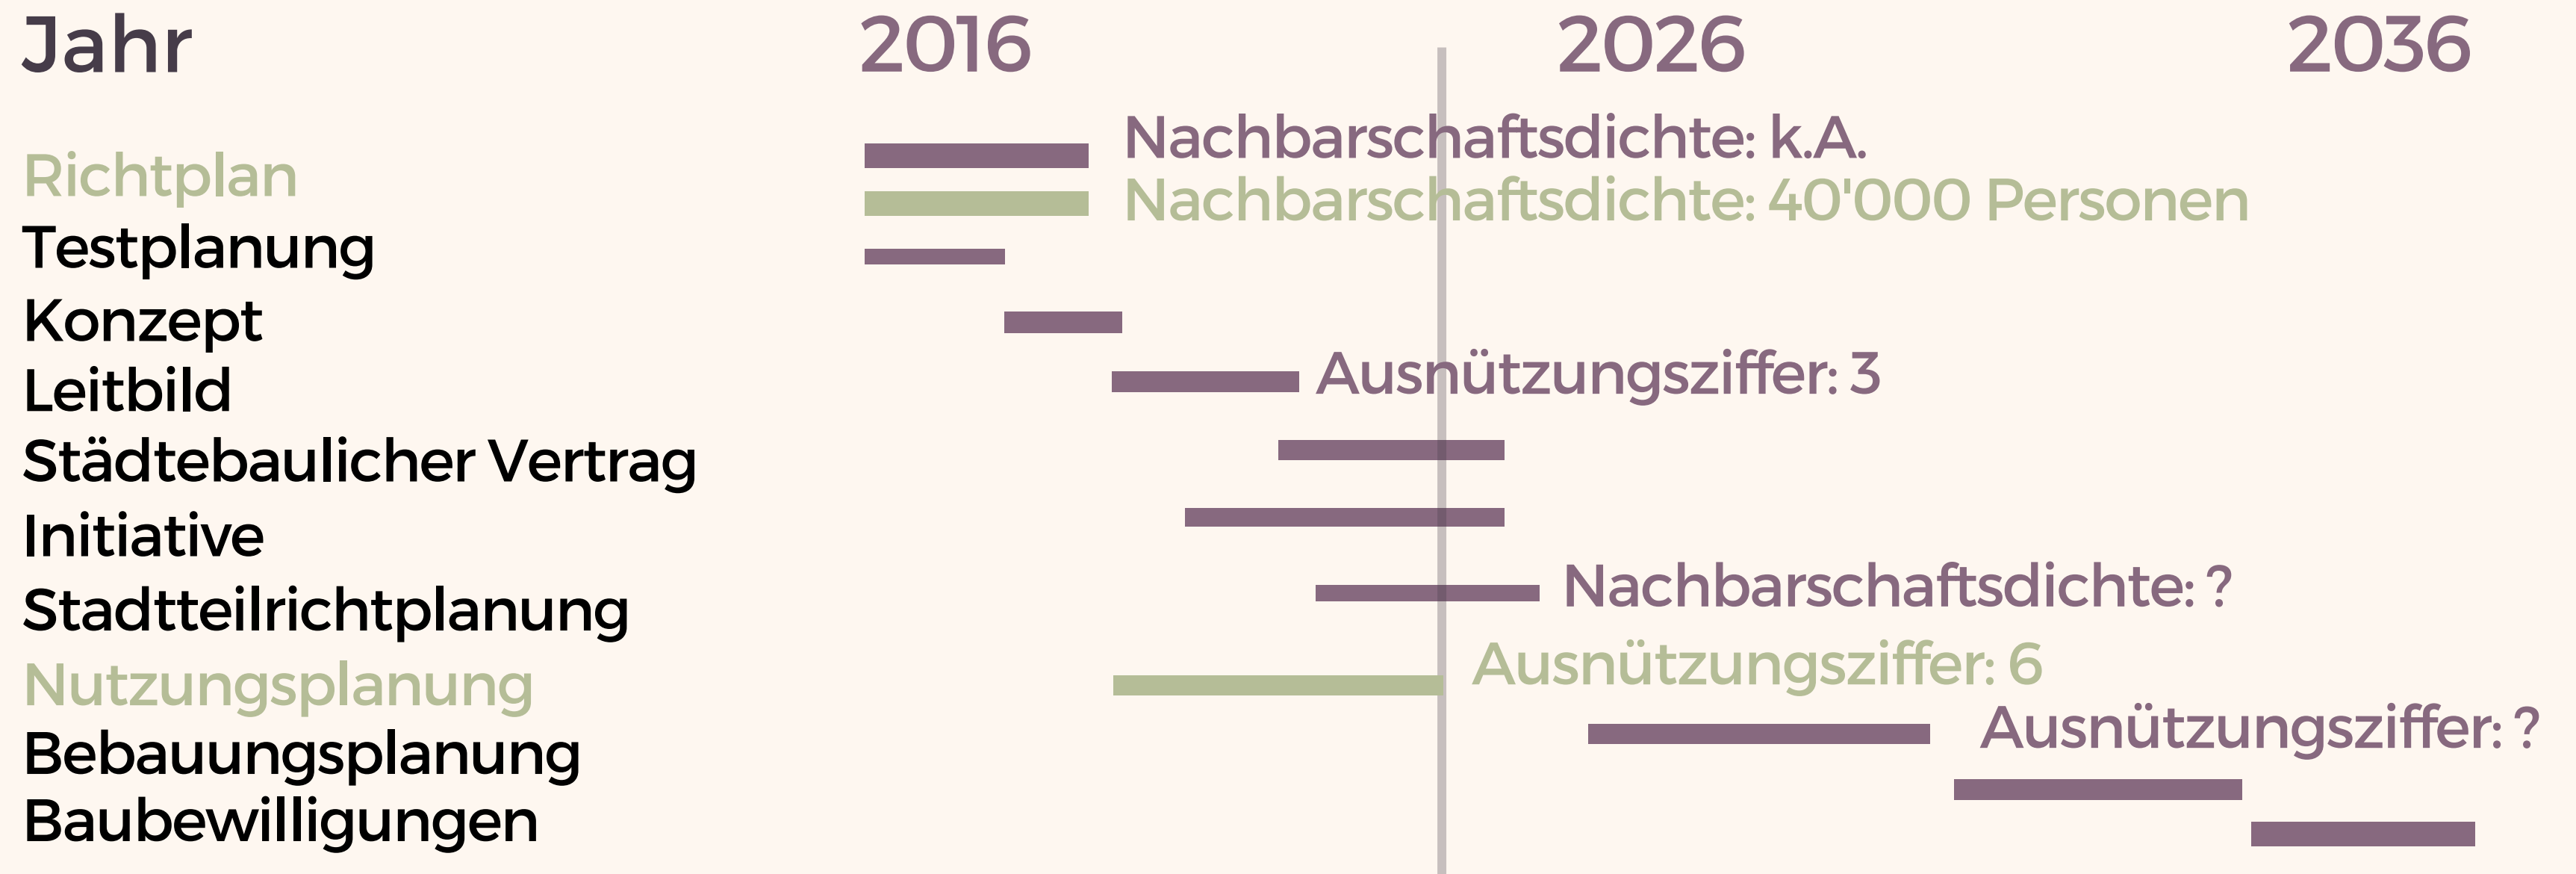 Jahr 2016 2026 2036
Nachbarschaftsdichte: k.A.
Richtplan
Nachbarschaftsdichte: 40'000 Personen
Testplanung
Konzept
Leitbild
Ausnützungsziffer: 3
Städtebaulicher Vertrag
Initiative
Stadtteilrichtplanung
Nachbarschaftsdichte: ?
Nutzungsplanung
Ausnützungsziffer: 6
Bebauungsplanung
Ausnützungsziffer: ?
Baubewilligungen